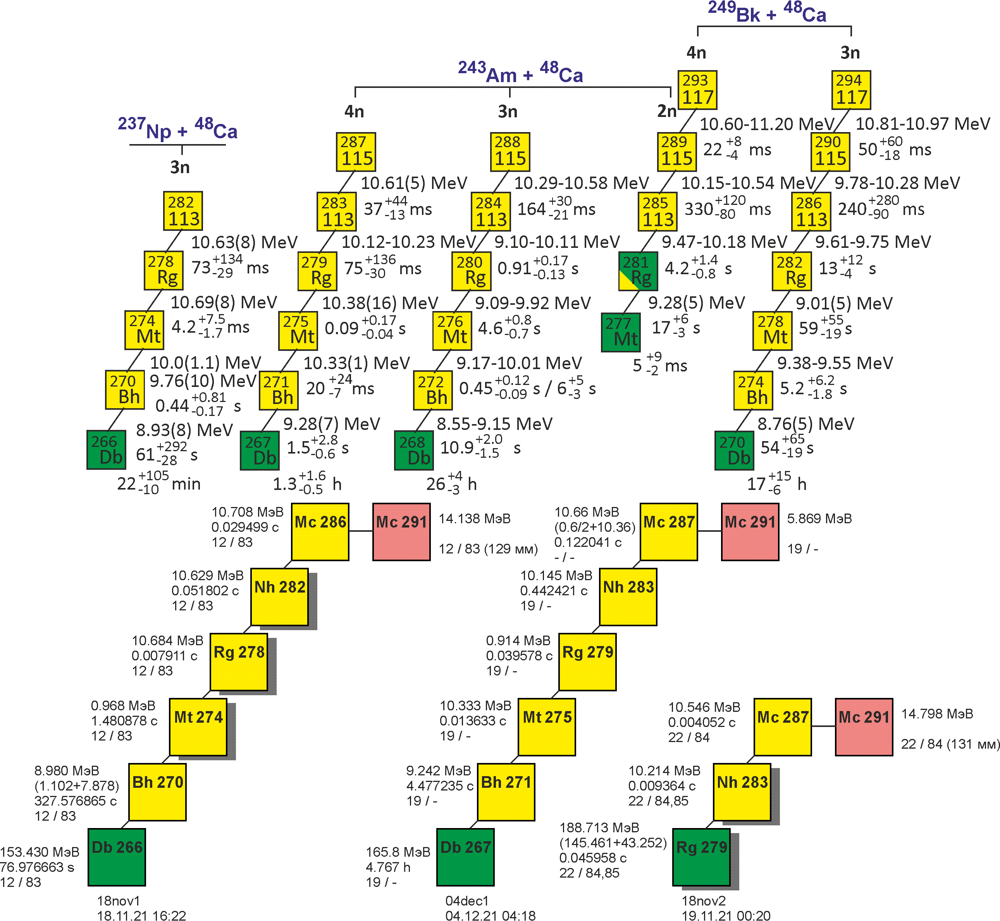 249Bk + 48Ca
4n
3n
243Am + 48Ca
4n
3n
2n
237Np + 48Ca
3n
282
113
10.63(8) MeV
73 +134 -29 ms
278
Rg
10.69(8) MeV
4.2 +7.5 -1.7 ms
274
Mt
10.0(1.1) MeV
9.76(10) MeV
0.44 +0.81 -0.17 s
270
Bh
8.93(8) MeV
61 +292 -28 s
266
Db
22 +105 -10 min
287
115
10.61(5) MeV
37 +44 -13 ms
283
113
10.12-10.23 MeV
75 +136 -30 ms
279
Rg
10.38(16) MeV
0.09 +0.17 -0.04 s
275
Mt
10.33(1) MeV
20 +24 -7 ms
271
Bh
9.28(7) MeV
1.5 +2.8 -0.6 s
267
Db
1.3 +1.6 -0.5 h
288
115
10.29-10.58 MeV
164 +30 -21 ms
284
113
9.10-10.11 MeV
0.91 +0.17 -0.13 s
280
Rg
9.09-9.92 MeV
4.6 +0.8 -0.7 s
276
Mt
9.17-10.01 MeV
0.45 +0.12 -0.09 s / 6 +5 -3 s
272
Bh
8.55-9.15 MeV
10.9 +2.0 -1.5 s
268
Db
26 +4 -3 h
293
117
10.60-11.20 MeV
22 +8 -4 ms
289
115
10.15-10.54 MeV
330 +120 -80 ms
285
113
9.47-10.18 MeV
4.2 +1.4 -0.8 s
281
Rg
9.28(5) MeV
17 +6 -3 s
277
Mt
5 +9 -2 ms
294
117
10.81-10.97 MeV
50 +60 -18 ms
290
115
9.78-10.28 MeV
240 +280 -90 ms
286
113
9.61-9.75 MeV
13 +12 -4 s
282
Rg
9.01(5) MeV
59 +55 -19 s
278
Mt
9.38-9.55 MeV
5.2 +6.2 -1.8 s
274
Bh
8.76(5) MeV
54 +65 -19 s
270
Db
17 +15 -6 h
10.708 МэВ
0.029499 с
12 / 83
Mc 286
Mc 291
14.138 МэВ
12 / 83 (129 мм)
10.629 МэВ
0.051802 с
12 / 83
Nh 282
10.684 МэВ
0.007911 с
12 / 83
Rg 278
0.968 МэВ
1.480878 с
12 / 83
Mt 274
8.980 МэВ
(1.102+7.878)
327.576865 с
12 / 83
Bh 270
153.430 МэВ
76.976663 s
12 / 83
Db 266
18nov1
18.11.21 16:22
10.66 МэВ
(0.6/2+10.36)
0.122041 с
- / -
Mc 287
Mc 291
5.869 МэВ
19 / -
10.145 МэВ
0.442421 с
19 / -
Nh 283
0.914 МэВ
0.039578 с
19 / -
Rg 279
10.333 МэВ
0.013633 с
19 / -
Mt 275
9.242 МэВ
4.477235 с
19 / -
Bh 271
165.8 МэВ
4.767 h
19 / -
Db 267
04dec1
04.12.21 04:18
10.546 МэВ
0.004052 с
22 / 84
Mc 287
Mc 291
14.798 МэВ
22 / 84 (131 мм)
10.214 МэВ
0.009364 с
22 / 84,85
Nh 283
188.713 МэВ
(145.461+43.252)
0.045958 с
22 / 84,85
Rg 279
18nov2
19.11.21 00:20